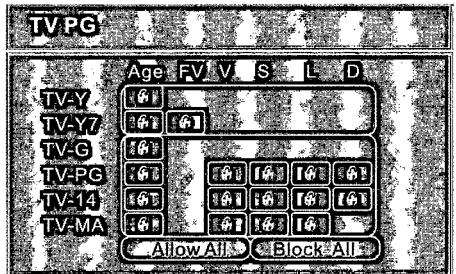 TV PG
Age FV V S L D
TV-Y
TV-Y7
TV-G
TV-PG
TV-14
TV-MA
Allow All Block All